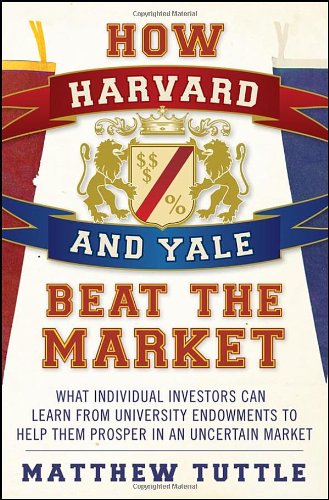 HOW
HARVARD
$$
$
%
AND YALE
BEAT THE
MARKET
WHAT INDIVIDUAL INVESTORS CAN
LEARN FROM UNIVERSITY ENDOWMENTS TO
HELP THEM PROSPER IN AN UNCERTAIN MARKET
MATTHEW TUTTLE